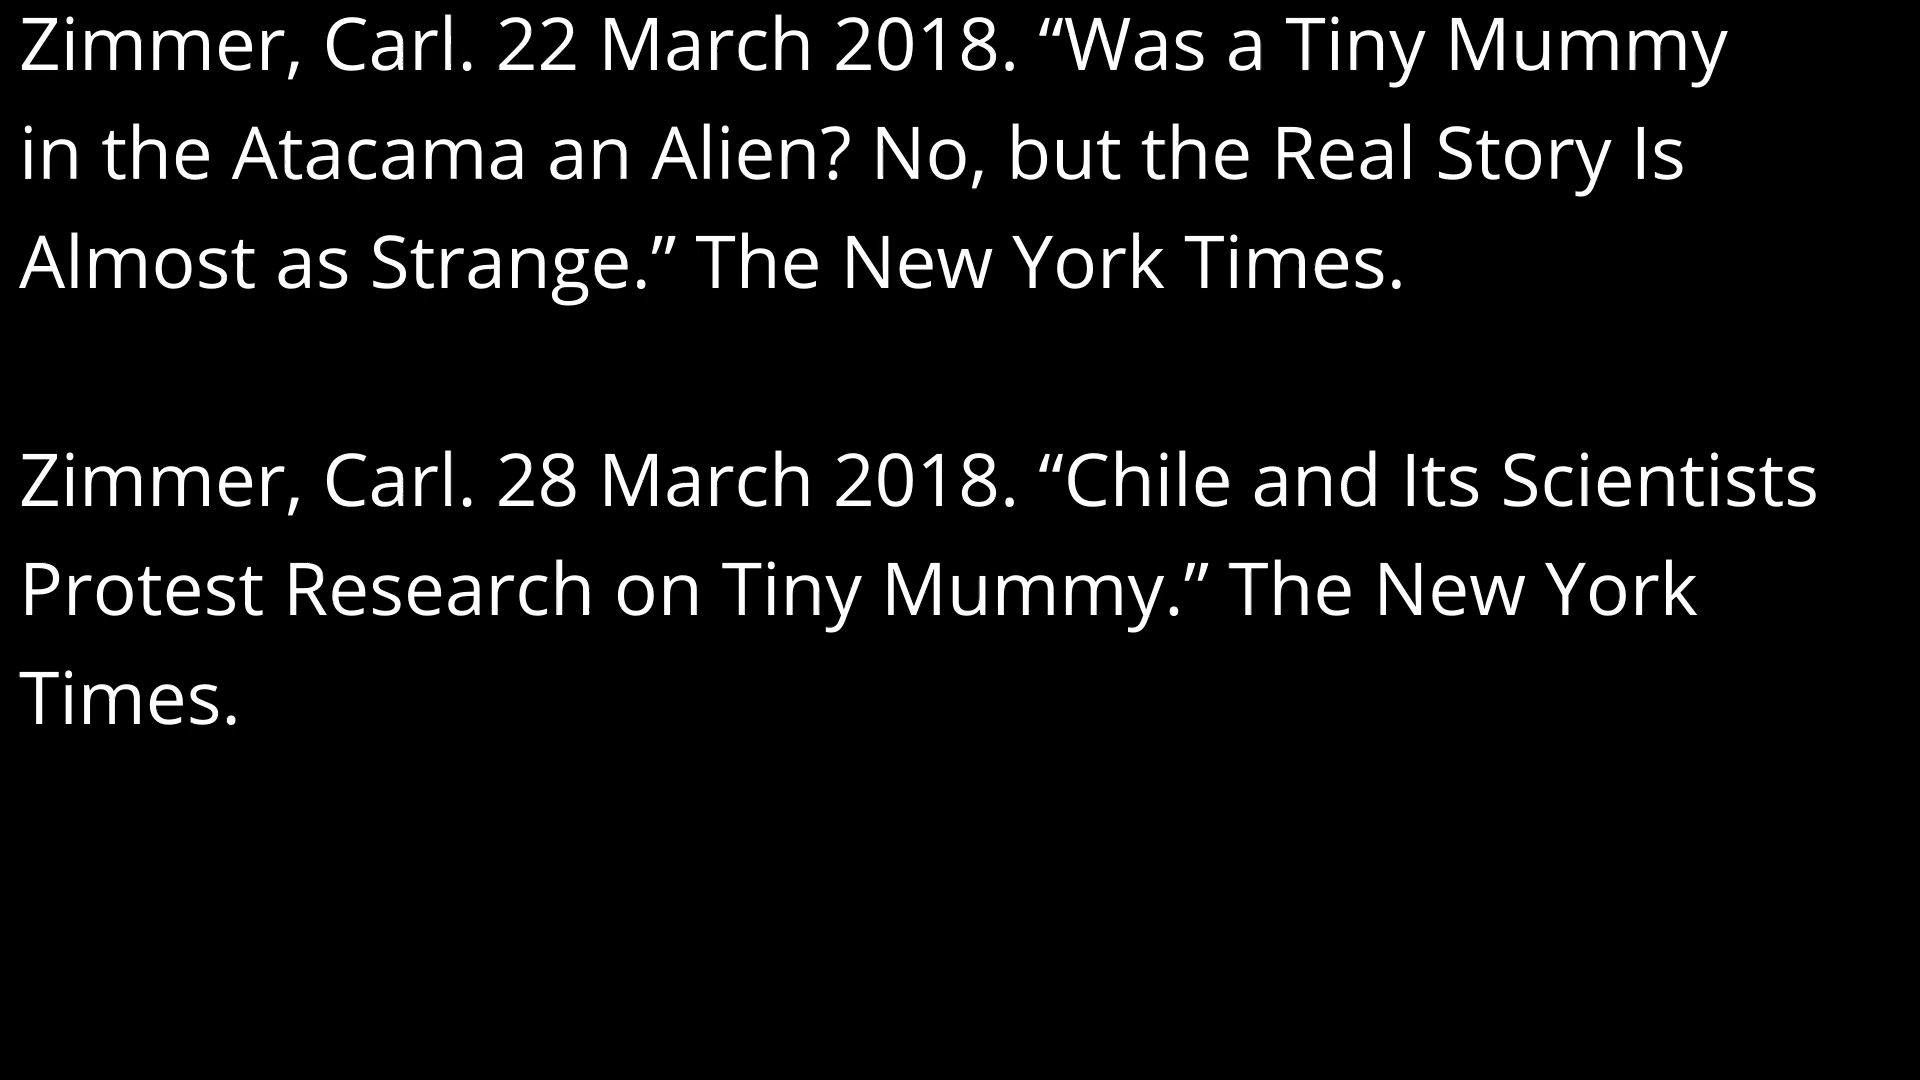 Zimmer, Carl. 22 March 2018. “Was a Tiny Mummy
in the Atacama an Alien? No, but the Real Story Is
Almost as Strange.” The New York Times.
Zimmer, Carl. 28 March 2018. “Chile and Its Scientists
Protest Research on Tiny Mummy.” The New York
Times.